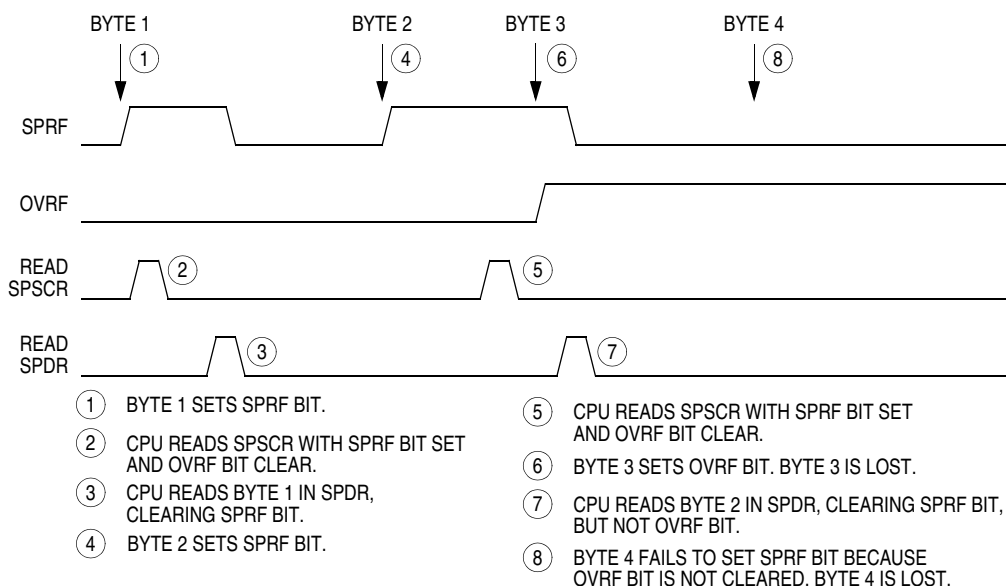 BYTE 1 BYTE 2 BYTE 3 BYTE 4
1 4 6 8
SPRF
OVRF
READ
SPSCR
2 5
READ
SPDR
3 7
1 BYTE 1 SETS SPRF BIT.
2 CPU READS SPSCR WITH SPRF BIT SET
AND OVRF BIT CLEAR.
3 CPU READS BYTE 1 IN SPDR,
CLEARING SPRF BIT.
4 BYTE 2 SETS SPRF BIT.
5 CPU READS SPSCR WITH SPRF BIT SET
AND OVRF BIT CLEAR.
6 BYTE 3 SETS OVRF BIT. BYTE 3 IS LOST.
7 CPU READS BYTE 2 IN SPDR, CLEARING SPRF BIT,
BUT NOT OVRF BIT.
8 BYTE 4 FAILS TO SET SPRF BIT BECAUSE
OVRF BIT IS NOT CLEARED. BYTE 4 IS LOST.